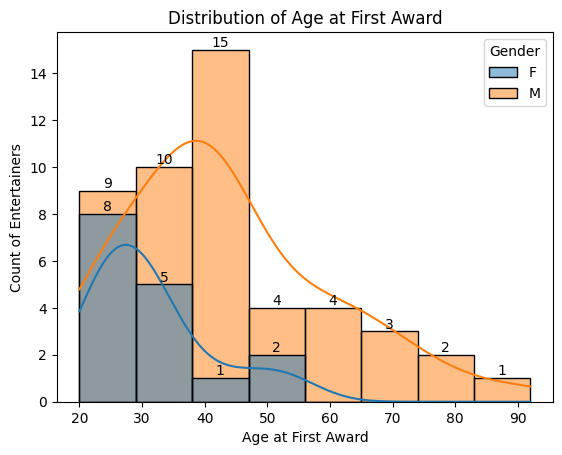 Distribution of Age at First Award
Gender
F
M
Count of Entertainers
14
12
10
8
6
4
2
0
9
8
10
5
15
1
4
2
4
3
2
1
20 30 40 50 60 70 80 90
Age at First Award